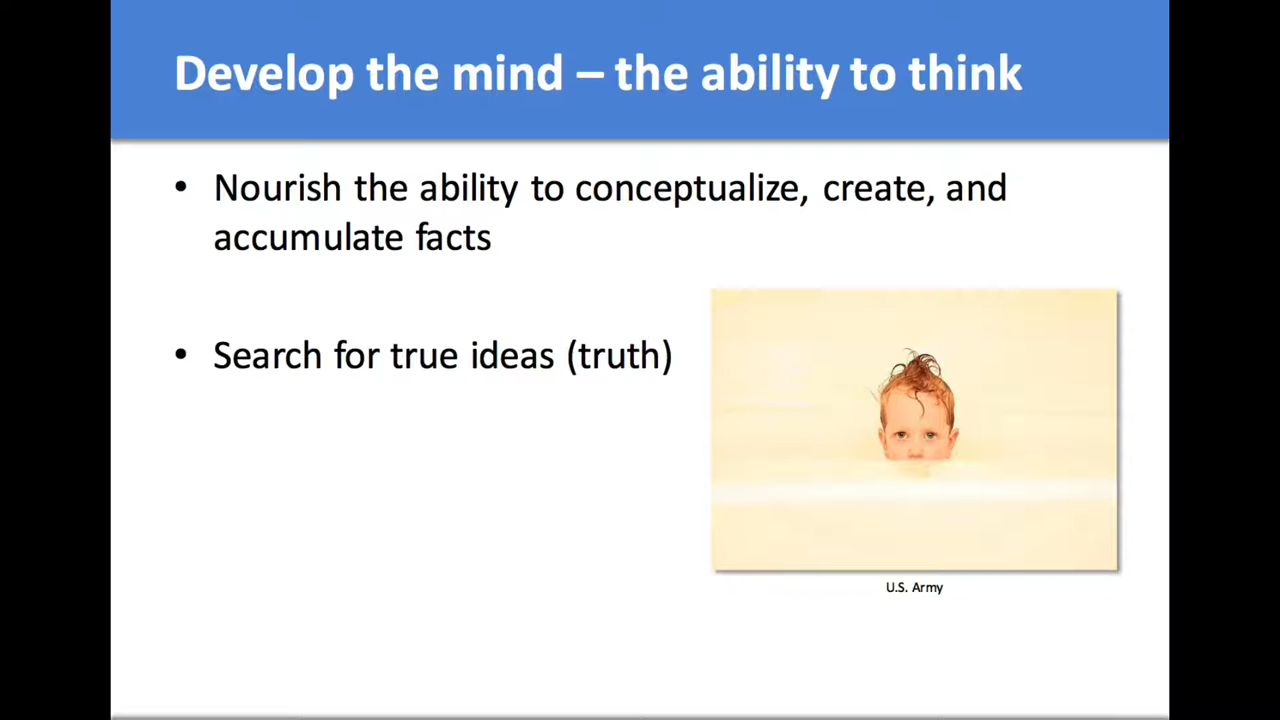 Develop the mind – the ability to think
• Nourish the ability to conceptualize, create, and
accumulate facts
• Search for true ideas (truth)
U.S. Army